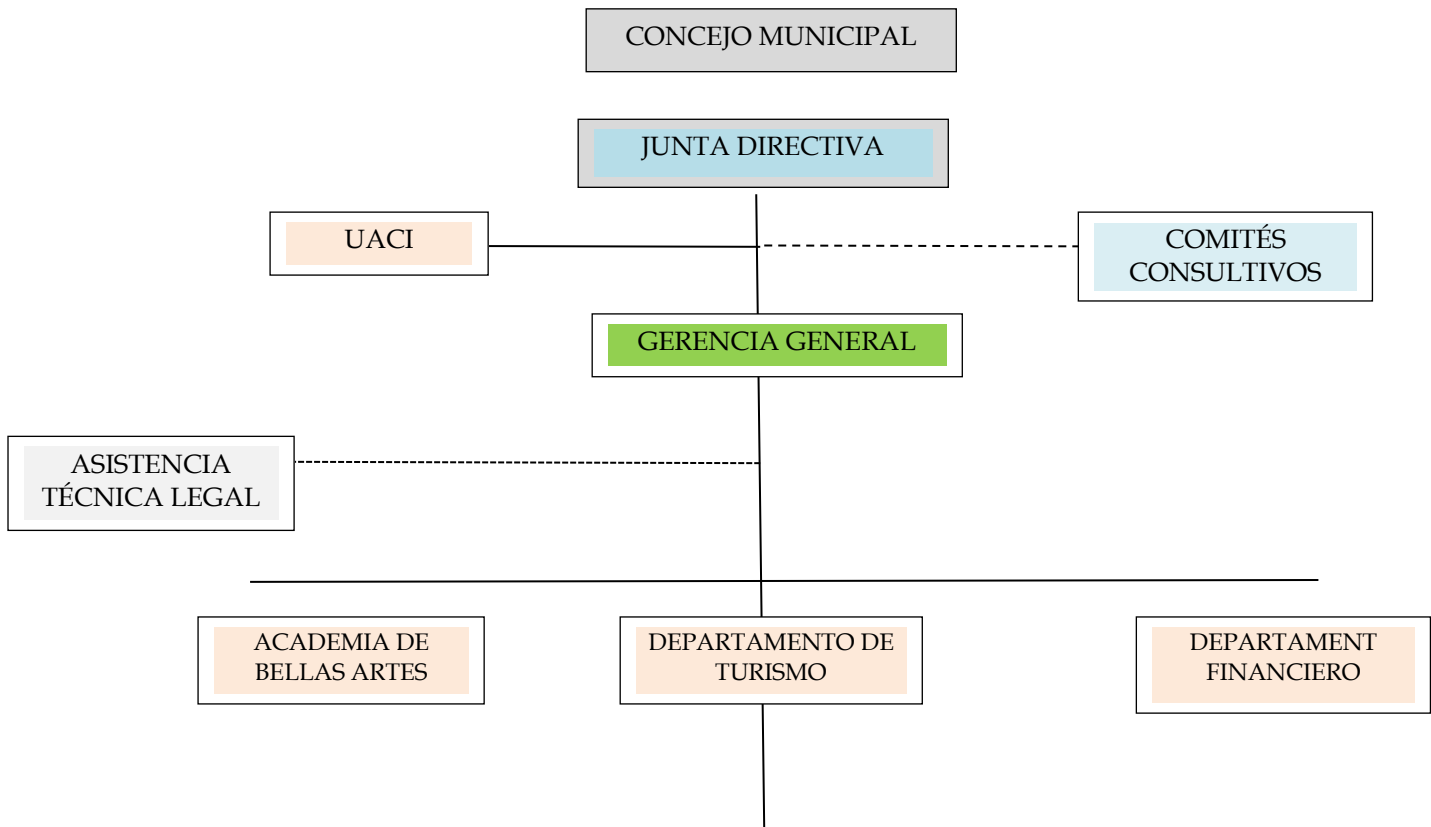 CONCEJO MUNICIPAL
JUNTA DIRECTIVA
UACI
COMITÉS
CONSULTIVOS
GERENCIA GENERAL
ASISTENCIA
TÉCNICA LEGAL
ACADEMIA DE
BELLAS ARTES
DEPARTAMENTO DE
TURISMO
DEPARTAMENT
FINANCIERO